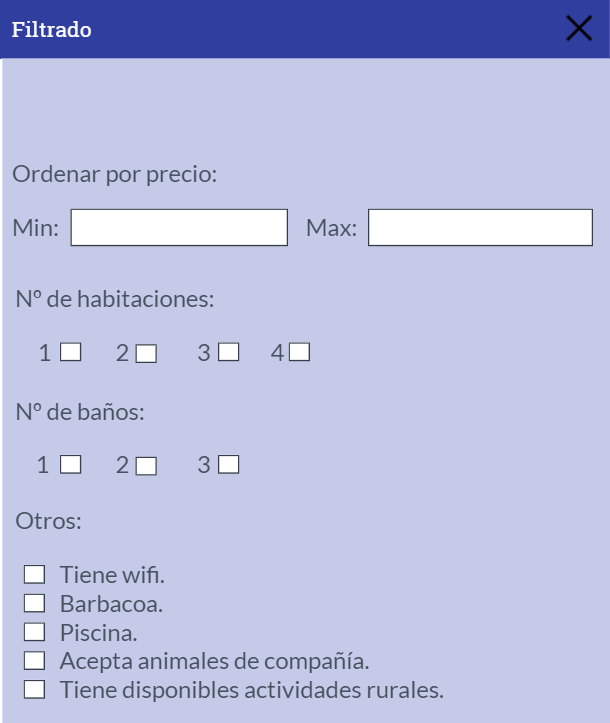 Filtrado
Ordenar por precio:
Min: Max:
Nº de habitaciones:
1 2 3 4
Nº de baños:
1 2 3
Otros:
Tiene wifi.
Barbacoa.
Piscina.
Acepta animales de compañía.
Tiene disponibles actividades rurales.